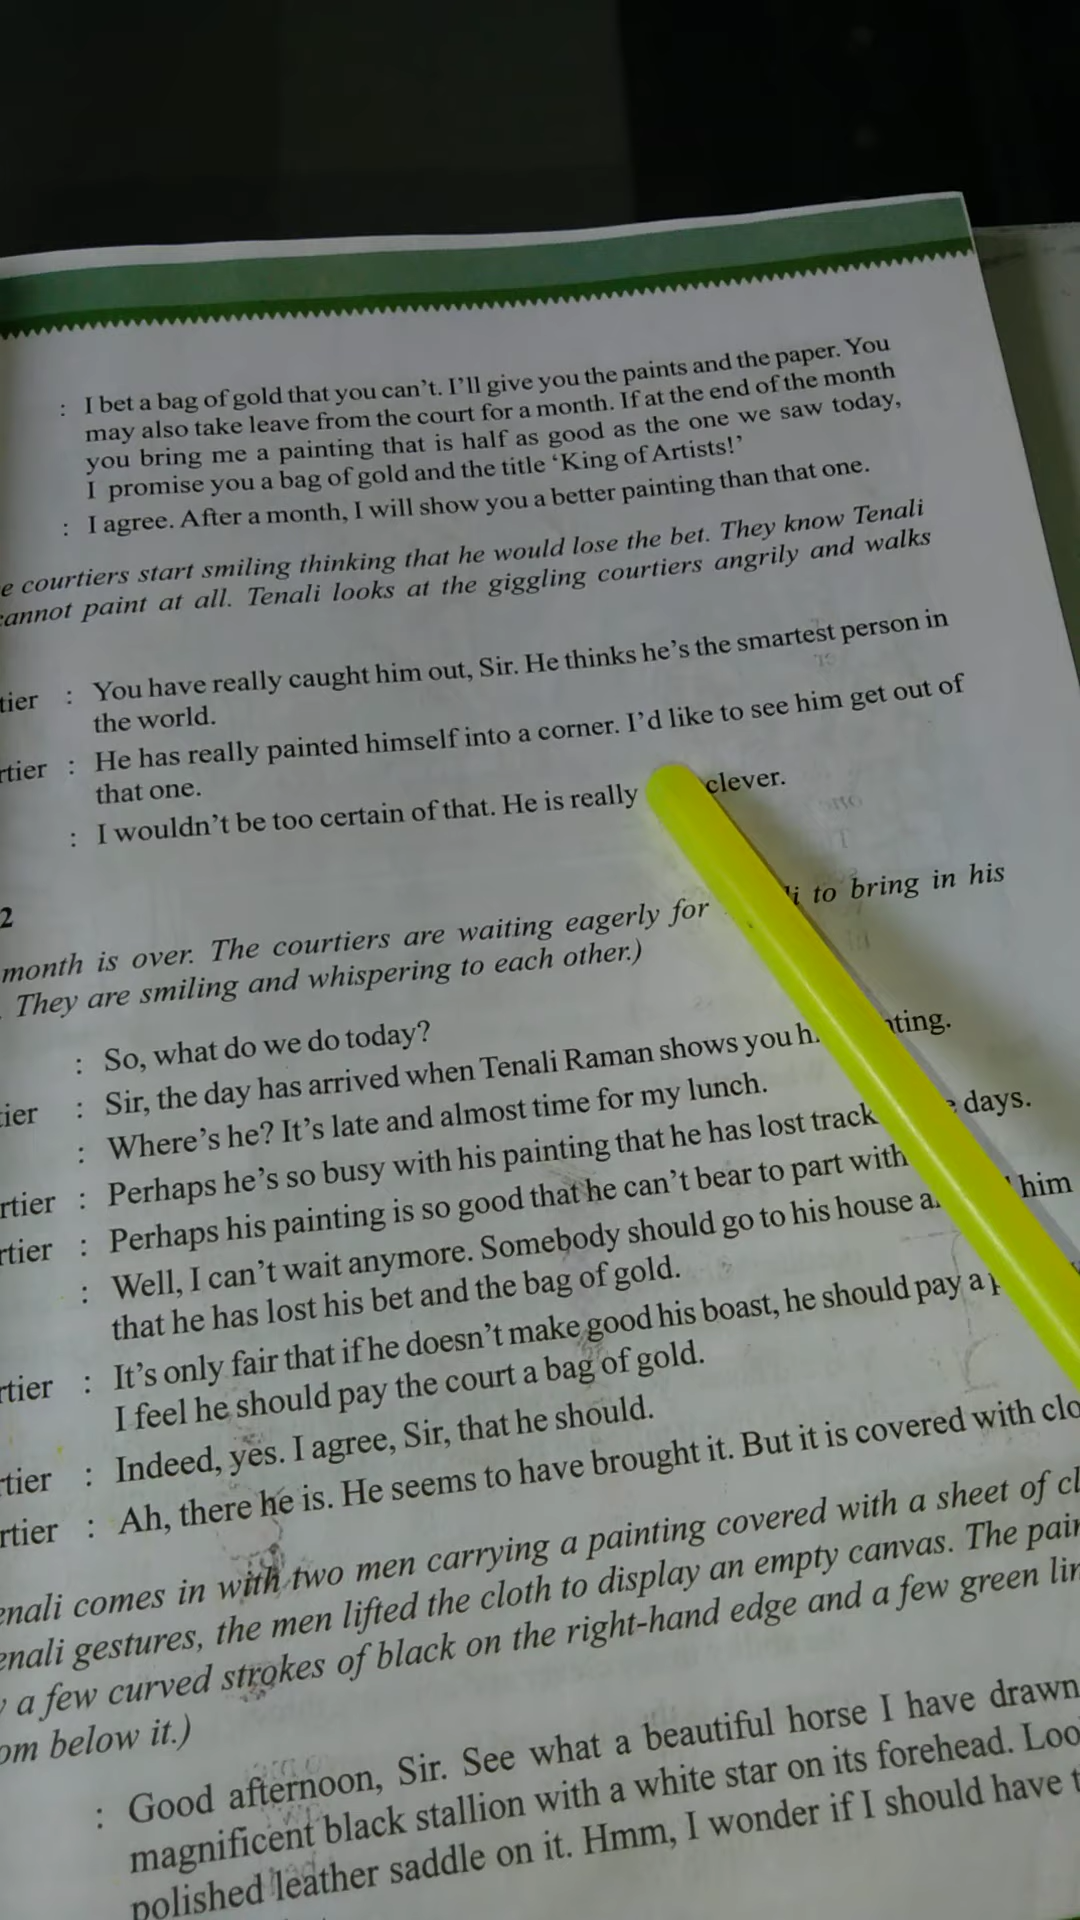 : I bet a bag of gold that you can't. I'll give you the paints and the paper. You
may also take leave from the court for a month. If at the end of the month
you bring me a painting that is half as good as the one we saw today,
I promise you a bag of gold and the title 'King of Artists!'
: I agree. After a month, I will show you a better painting than that one.
e courtiers start smiling thinking that he would lose the bet. They know Tenali
cannot paint at all. Tenali looks at the giggling courtiers angrily and walks
tier : You have really caught him out, Sir. He thinks he's the smartest person in
the world.
rtier : He has really painted himself into a corner. I'd like to see him get out of
that one.
: I wouldn't be too certain of that. He is really clever.
2
month is over. The courtiers are waiting eagerly for to bring in his
They are smiling and whispering to each other.)
: So, what do we do today?
tier : Sir, the day has arrived when Tenali Raman shows you
: Where's he? It's late and almost time for my lunch.
rtier : Perhaps he's so busy with his painting that he has lost track days.
rtier : Perhaps his painting is so good that he can't bear to part with
: Well, I can't wait anymore. Somebody should go to his house him
that he has lost his bet and the bag of gold.
rtier : It's only fair that if he doesn't make good his boast, he should pay a
I feel he should pay the court a bag of gold.
rtier : Indeed, yes. I agree, Sir, that he should.
rtier : Ah, there he is. He seems to have brought it. But it is covered with clo
enali comes in with two men carrying a painting covered with a sheet of cl
enali gestures, the men lifted the cloth to display an empty canvas. The pain
y a few curved strokes of black on the right-hand edge and a few green lin
om below it.)
: Good afternoon, Sir. See what a beautiful horse I have drawn
magnificent black stallion with a white star on its forehead. Loo
polished leather saddle on it. Hmm, I wonder if I should have t